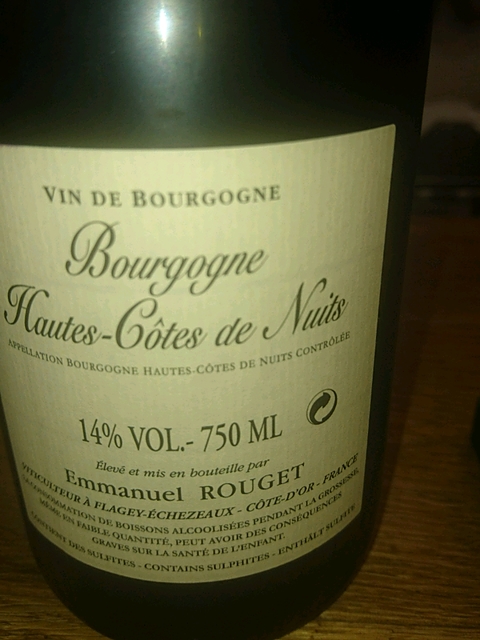 VIN DE BOURGOGNE
Bourgogne
Hautes-Côtes de Nuits
APPELLATION BOURGOGNE HAUTES-CÔTES DE NUITS CONTRÔLÉE
14% VOL.- 750 ML
Élevé et mis en bouteille par
Emmanuel ROUGET
VITICULTEUR À FLAGEY-ÉCHEZEAUX - CÔTE-D'OR - FRANCE
LA CONSOMMATION DE BOISSONS ALCOOLISÉES PENDANT LA GROSSESSE,
MÊME EN FAIBLE QUANTITÉ, PEUT AVOIR DES CONSÉQUENCES
GRAVES SUR LA SANTÉ DE L'ENFANT.
CONTIENT DES SULFITES - CONTAINS SULPHITES - ENTHÄLT SULFITE